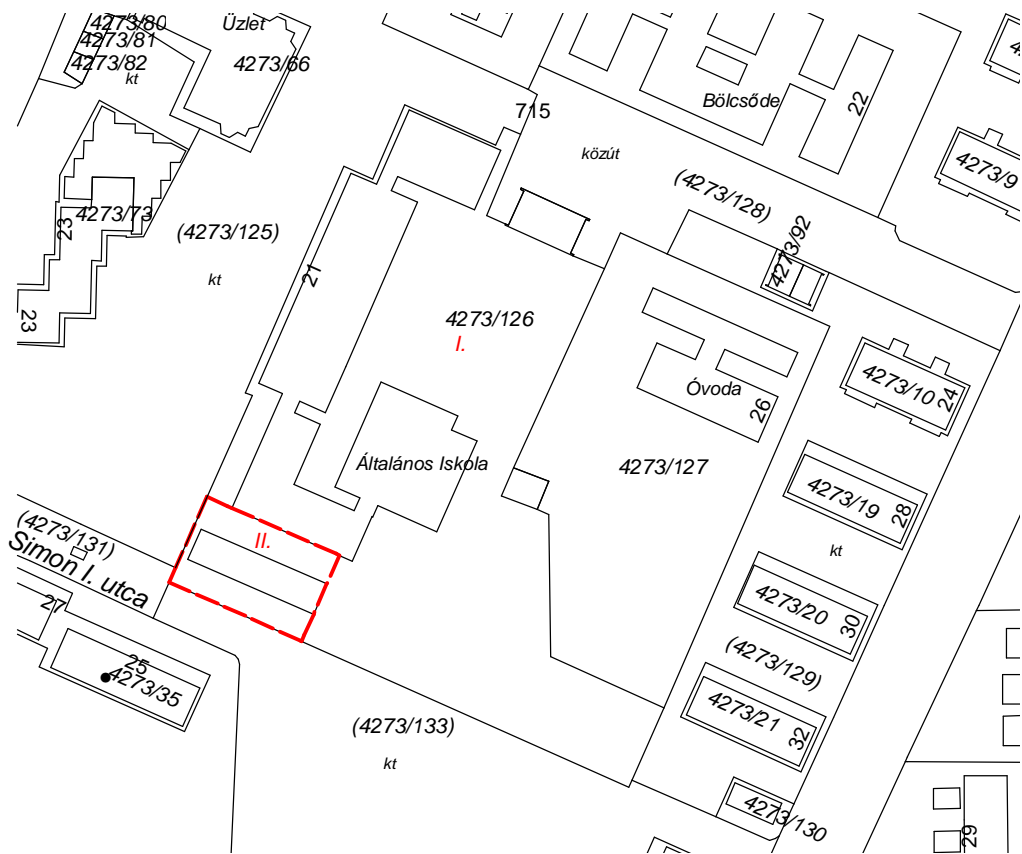 4273/80
Üzlet
4273/81
4273/82
4273/66
kt
Bölcsőde
22
715
közút
4273/9
(4273/128)
4273/73
23
(4273/125)
kt
21
4273/92
23
4273/126
I.
4273/10
24
Óvoda
26
Általános Iskola
4273/127
4273/19
28
(4273/131)
Simon I. utca
II.
kt
27
4273/20
30
25
4273/35
(4273/129)
4273/21
32
(4273/133)
kt
4273/130
29